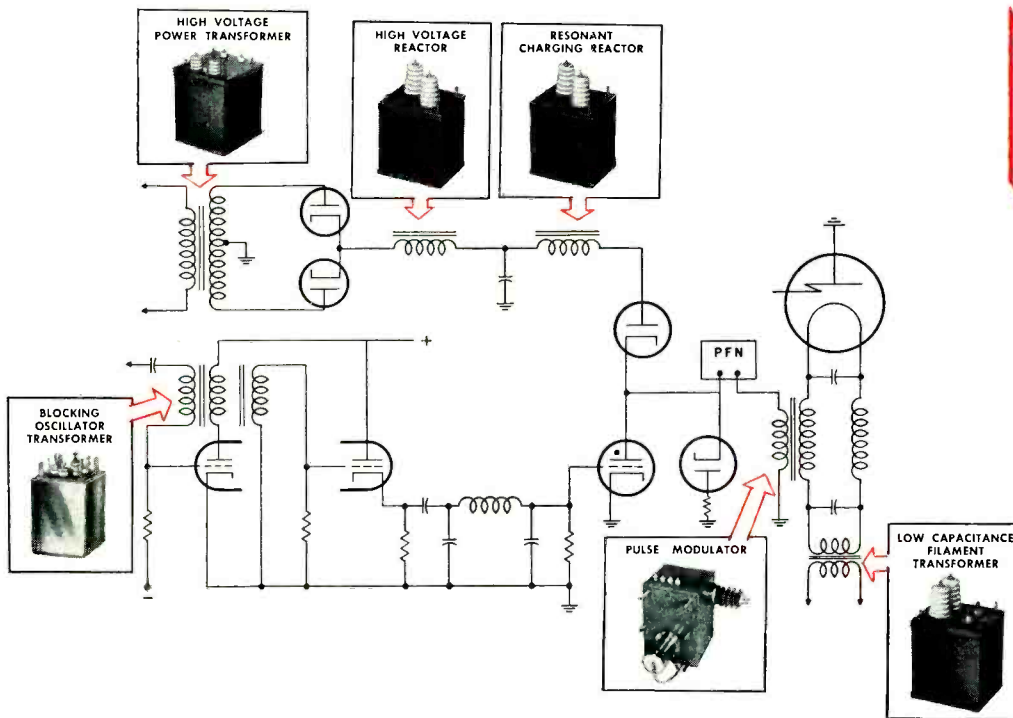 HIGH VOLTAGE
POWER TRANSFORMER
HIGH VOLTAGE
REACTOR
RESONANT
CHARGING REACTOR
+
PFN
BLOCKING
OSCILLATOR
TRANSFORMER
PULSE MODULATOR
LOW CAPACITANCE
FILAMENT
TRANSFORMER
–